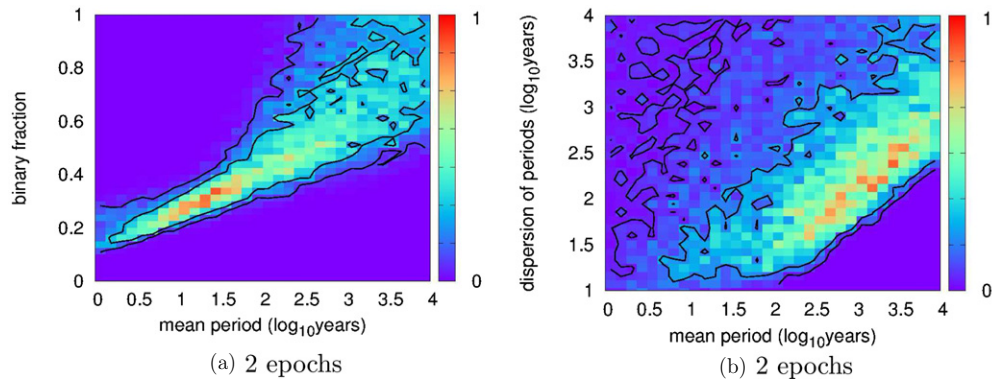 1
0.8
0.6
0.4
0.2
0
binary fraction
0 0.5 1 1.5 2 2.5 3 3.5 4
mean period (log₁₀years)
1
0
(a) 2 epochs
4
3.5
3
2.5
2
1.5
1
dispersion of periods (log₁₀years)
0 0.5 1 1.5 2 2.5 3 3.5 4
mean period (log₁₀years)
1
0
(b) 2 epochs